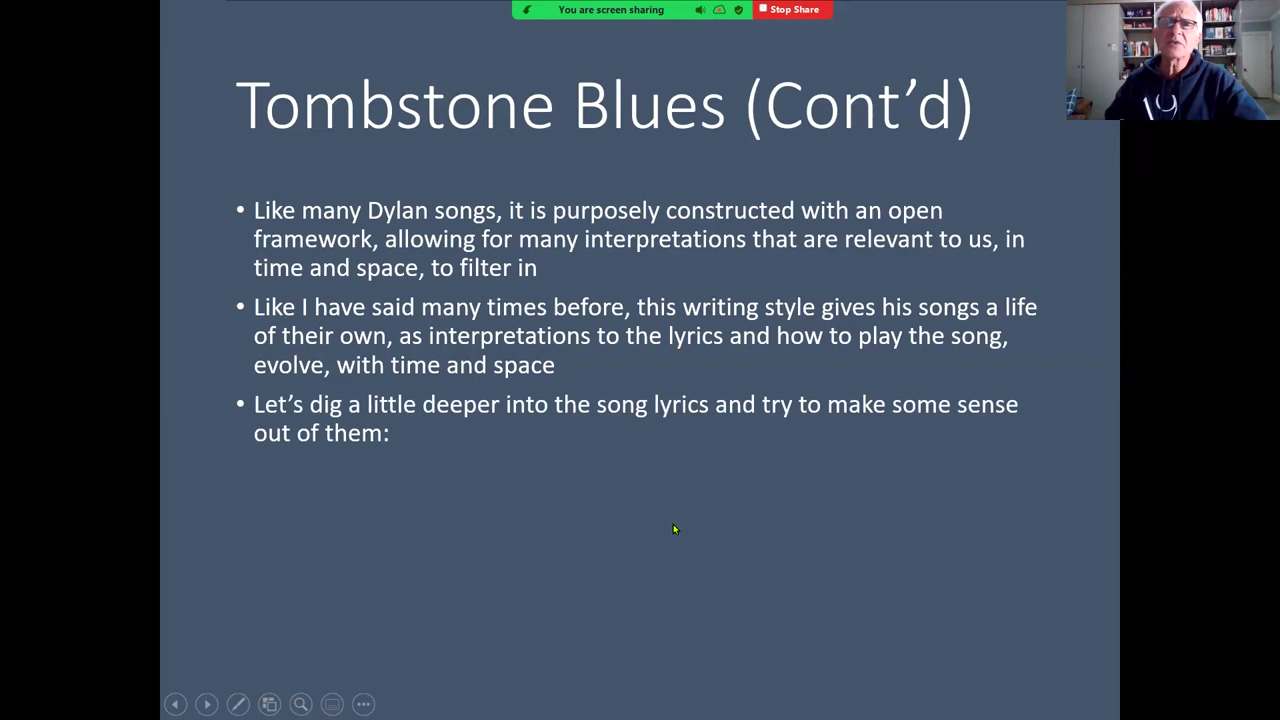 You are screen sharing
Stop Share
Tombstone Blues (Cont’d)
• Like many Dylan songs, it is purposely constructed with an open
framework, allowing for many interpretations that are relevant to us, in
time and space, to filter in
• Like I have said many times before, this writing style gives his songs a life
of their own, as interpretations to the lyrics and how to play the song,
evolve, with time and space
• Let’s dig a little deeper into the song lyrics and try to make some sense
out of them: